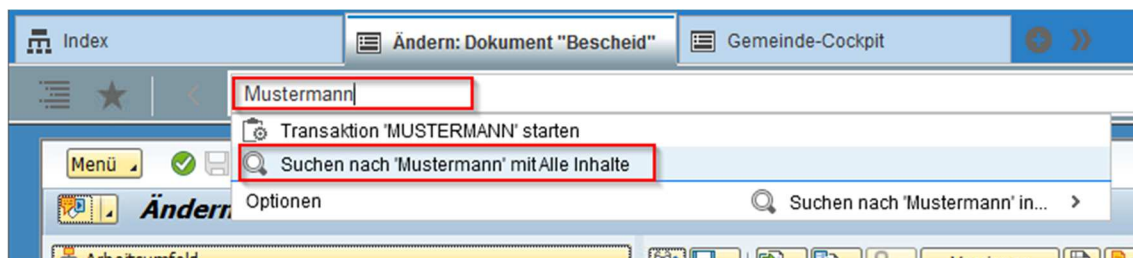 Index
Ändern: Dokument "Bescheid"
Gemeinde-Cockpit
Mustermann
Transaktion 'MUSTERMANN' starten
Menü
Suchen nach 'Mustermann' mit Alle Inhalte
Optionen
Suchen nach 'Mustermann' in...
Ändern